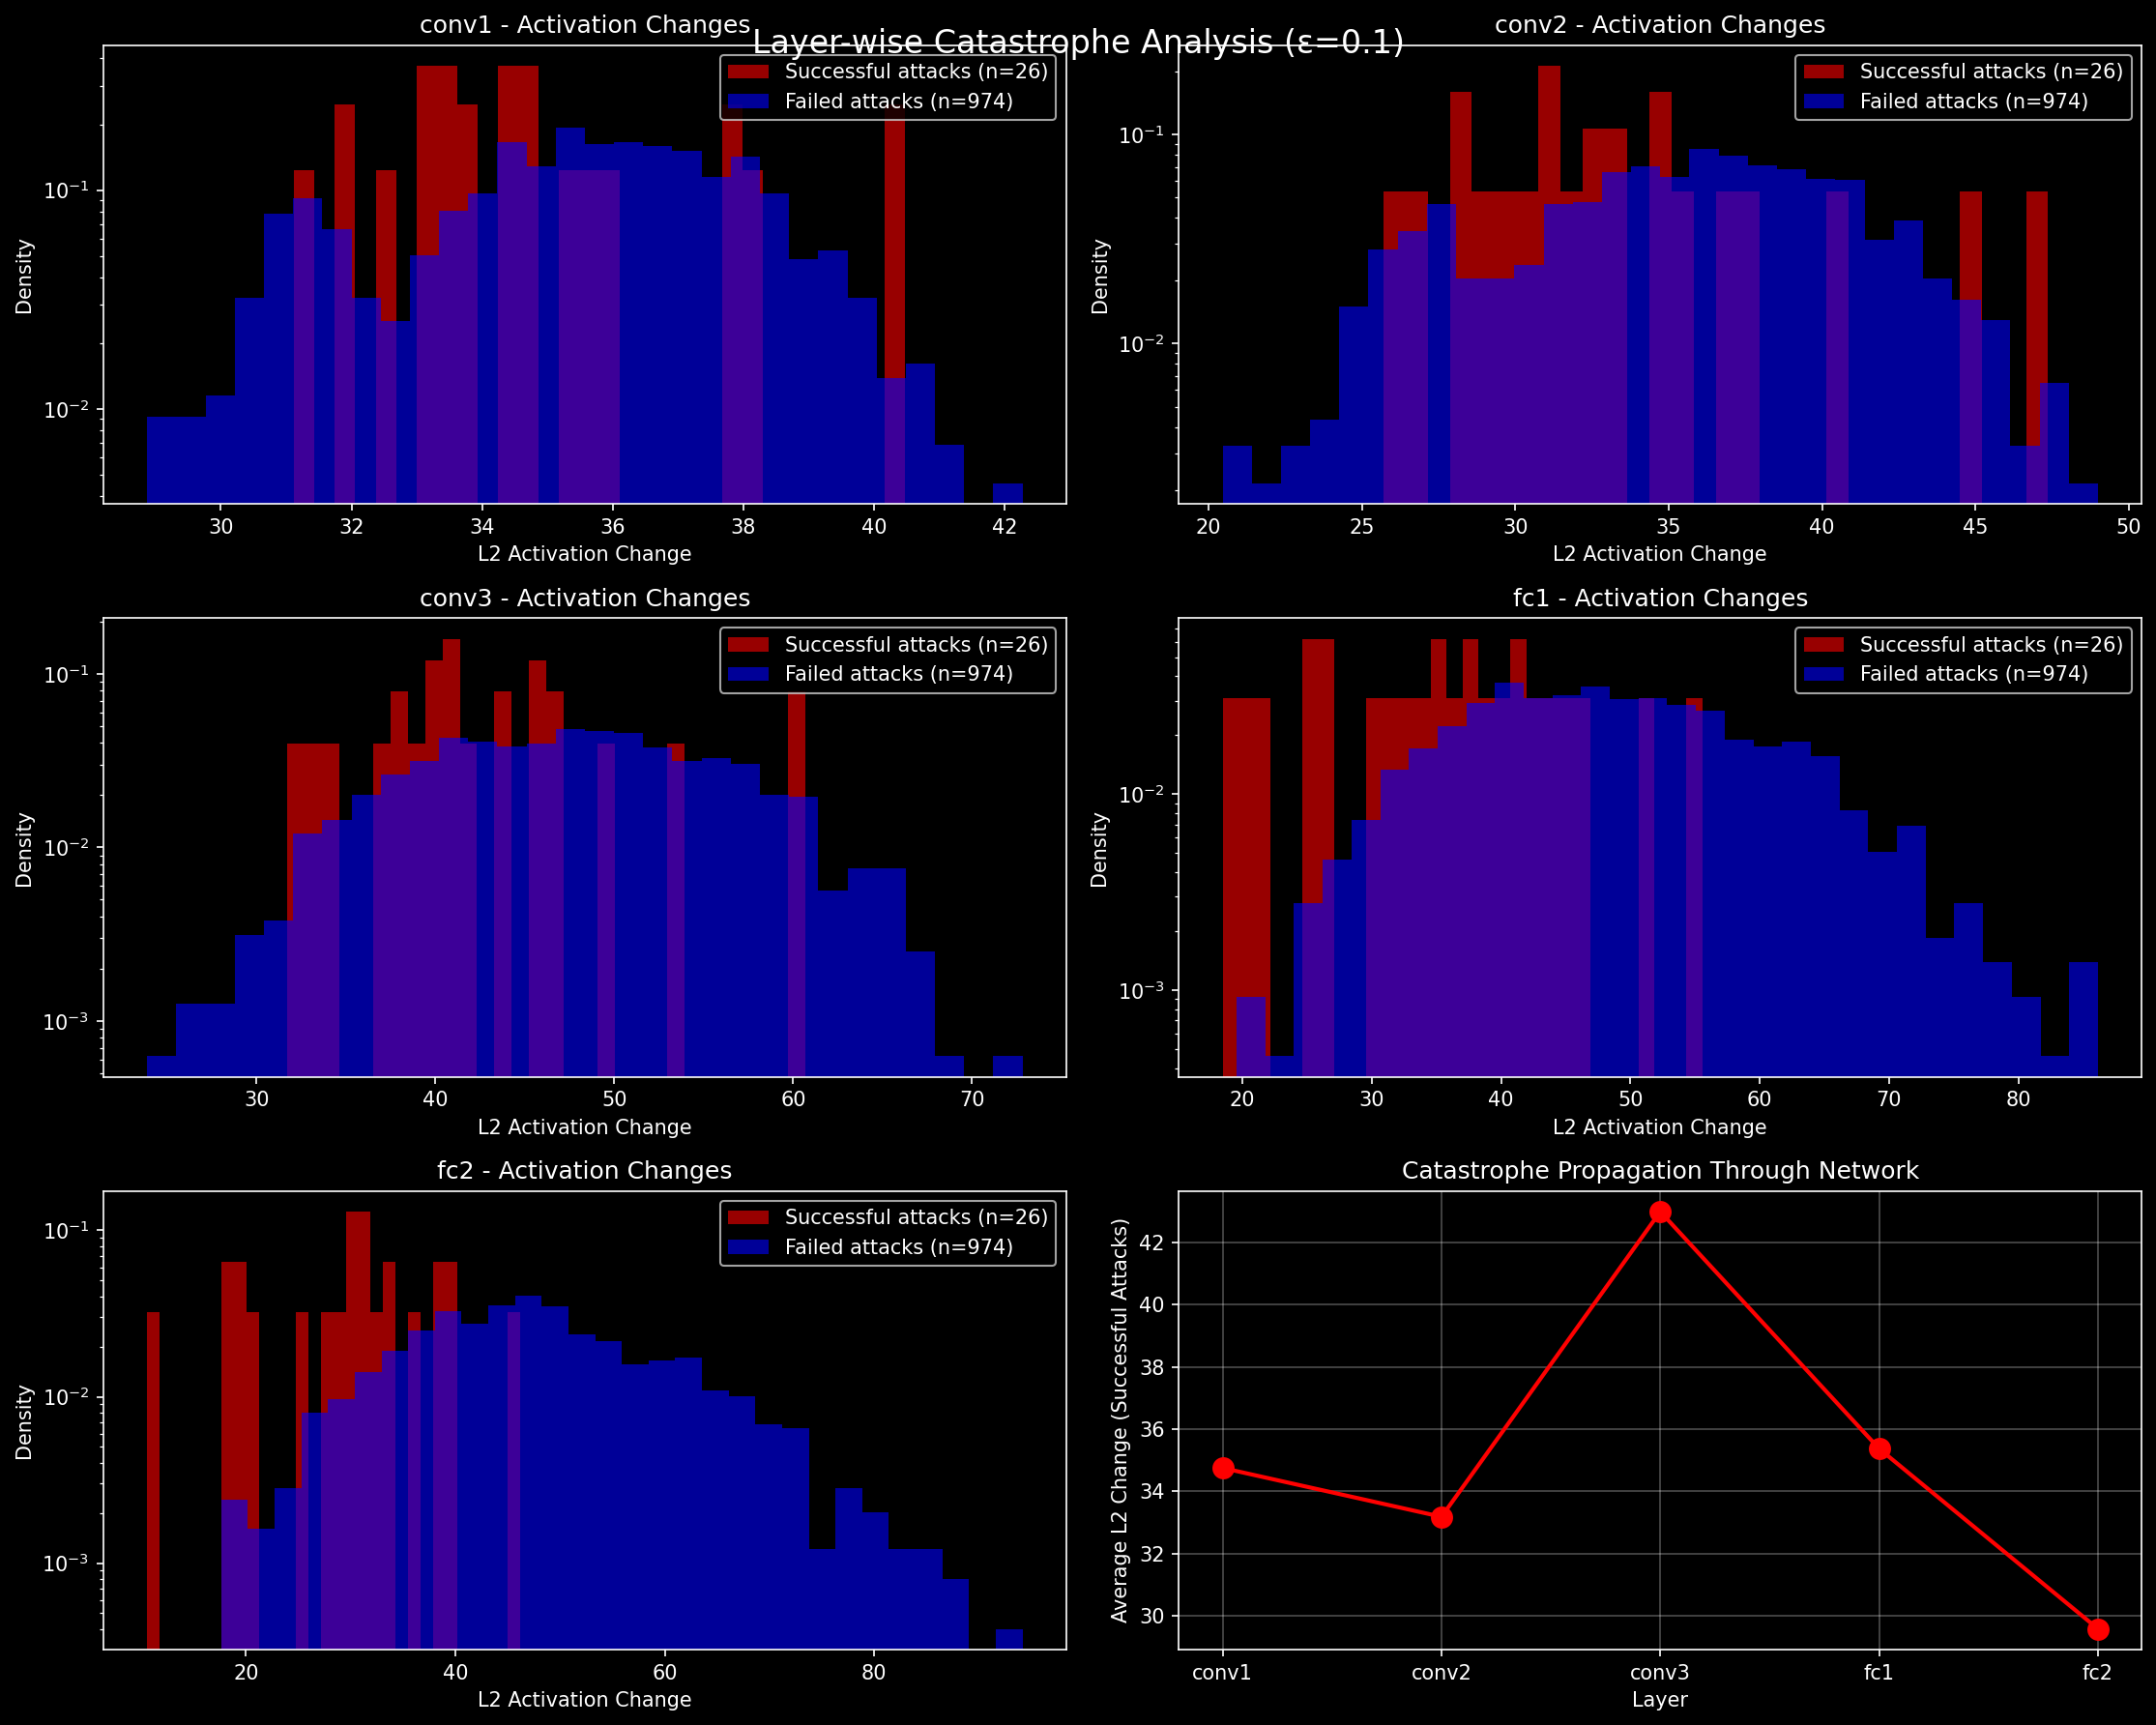 Layer-wise Catastrophe Analysis (ε=0.1)
conv1 - Activation Changes
Successful attacks (n=26)
Failed attacks (n=974)
Density
10⁻¹
10⁻²
30 32 34 36 38 40 42
L2 Activation Change
conv2 - Activation Changes
Successful attacks (n=26)
Failed attacks (n=974)
Density
10⁻¹
10⁻²
20 25 30 35 40 45 50
L2 Activation Change
conv3 - Activation Changes
Successful attacks (n=26)
Failed attacks (n=974)
Density
10⁻¹
10⁻²
10⁻³
30 40 50 60 70
L2 Activation Change
fc1 - Activation Changes
Successful attacks (n=26)
Failed attacks (n=974)
Density
10⁻²
10⁻³
20 30 40 50 60 70 80
L2 Activation Change
fc2 - Activation Changes
Successful attacks (n=26)
Failed attacks (n=974)
Density
10⁻¹
10⁻²
10⁻³
20 40 60 80
L2 Activation Change
Catastrophe Propagation Through Network
Average L2 Change (Successful Attacks)
42
40
38
36
34
32
30
conv1 conv2 conv3 fc1 fc2
Layer